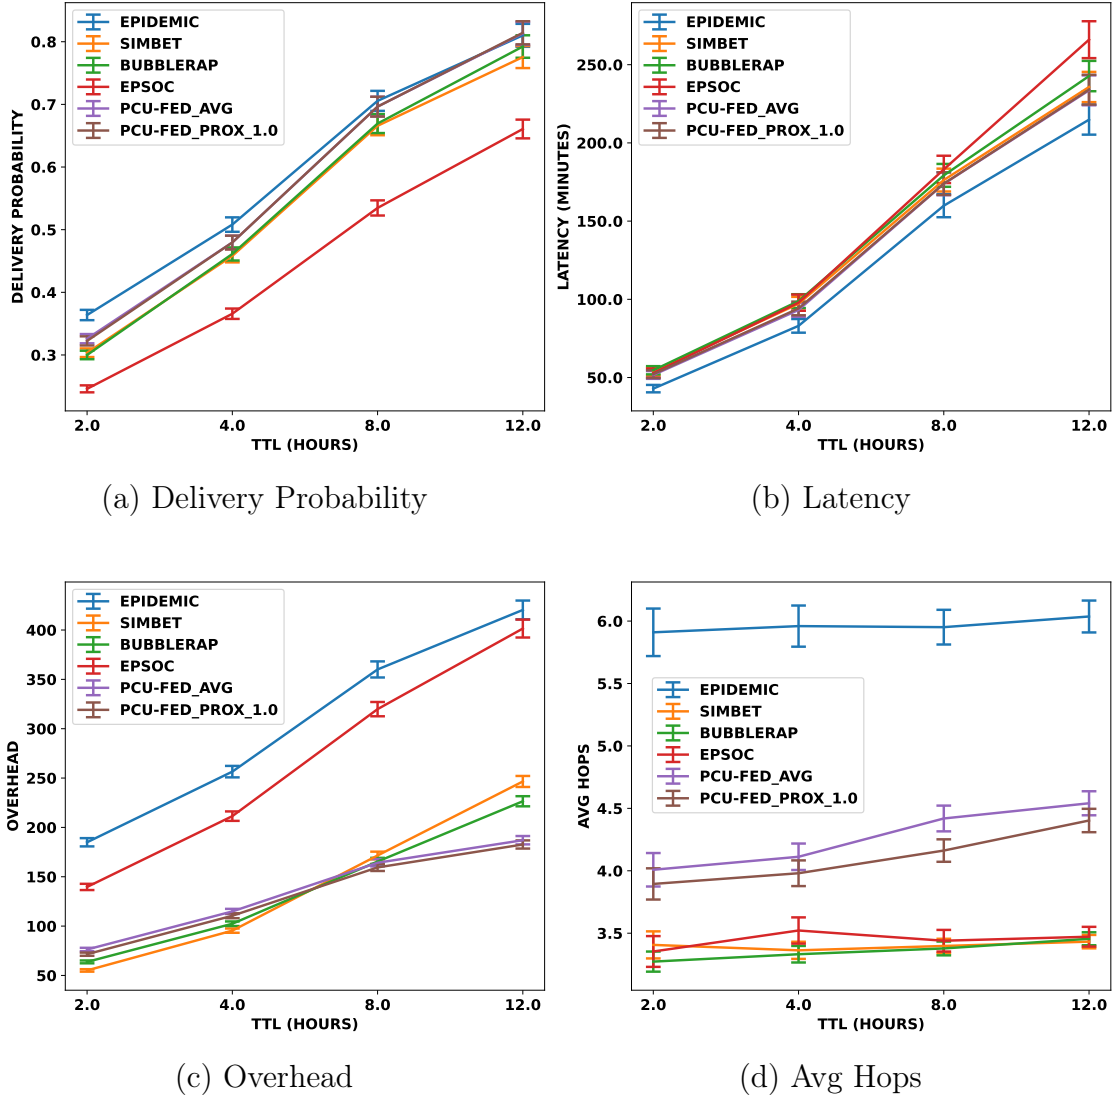 EPIDEMIC
SIMBET
BUBBLERAP
EPSOC
PCU-FED_AVG
PCU-FED_PROX_1.0
DELIVERY PROBABILITY
0.8
0.7
0.6
0.5
0.4
0.3
2.0 4.0 8.0 12.0
TTL (HOURS)
(a) Delivery Probability
EPIDEMIC
SIMBET
BUBBLERAP
EPSOC
PCU-FED_AVG
PCU-FED_PROX_1.0
LATENCY (MINUTES)
250.0
200.0
150.0
100.0
50.0
2.0 4.0 8.0 12.0
TTL (HOURS)
(b) Latency
EPIDEMIC
SIMBET
BUBBLERAP
EPSOC
PCU-FED_AVG
PCU-FED_PROX_1.0
OVERHEAD
400
350
300
250
200
150
100
50
2.0 4.0 8.0 12.0
TTL (HOURS)
(c) Overhead
EPIDEMIC
SIMBET
BUBBLERAP
EPSOC
PCU-FED_AVG
PCU-FED_PROX_1.0
AVG HOPS
6.0
5.5
5.0
4.5
4.0
3.5
2.0 4.0 8.0 12.0
TTL (HOURS)
(d) Avg Hops